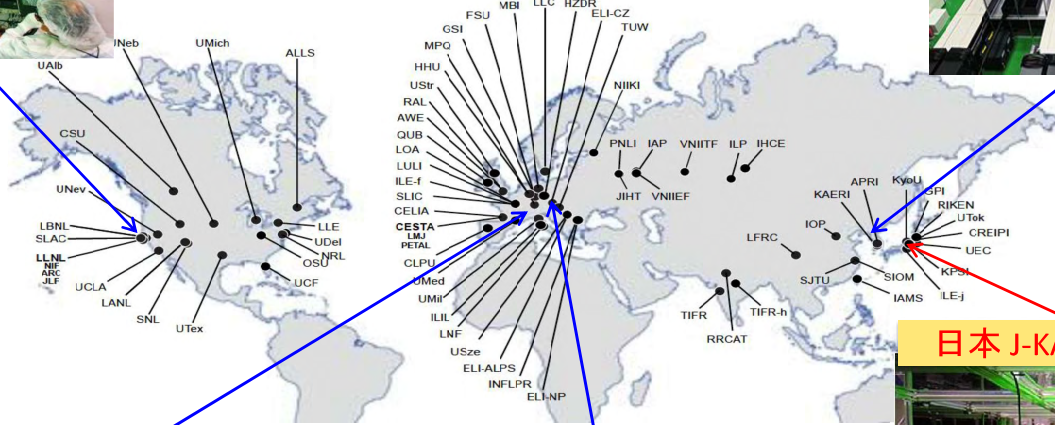 MBI
LLC
HZDR
FSU
ELI-CZ
GSI
TUW
UNeb
UMich
MPQ
ALLS
UAlb
HHU
UStr
NIIKI
RAL
AWE
CSU
QUB
PNLI
IAP
VNIITF
ILP
IHCE
LOA
LULI
APRI
KyoU
ILE-f
KAERI
GPI
UNev
SLIC
JIHT
VNIIEF
RIKEN
CELIA
UTok
LBNL
LLE
CESTA
IOP
CREIPI
SLAC
LMJ
UDel
PETAL
LFRC
UEC
LLNL
NRL
NIF
OSU
CLPU
ARC
KPSI
JLF
UMed
SJTU
SIOM
UCLA
UCF
ILE-j
LANL
UMil
IAMS
SNL
ILIL
TIFR
TIFR-h
UTex
LNF
RRCAT
USze
日本 J-KA
ELI-ALPS
INFLPR
ELI-NP